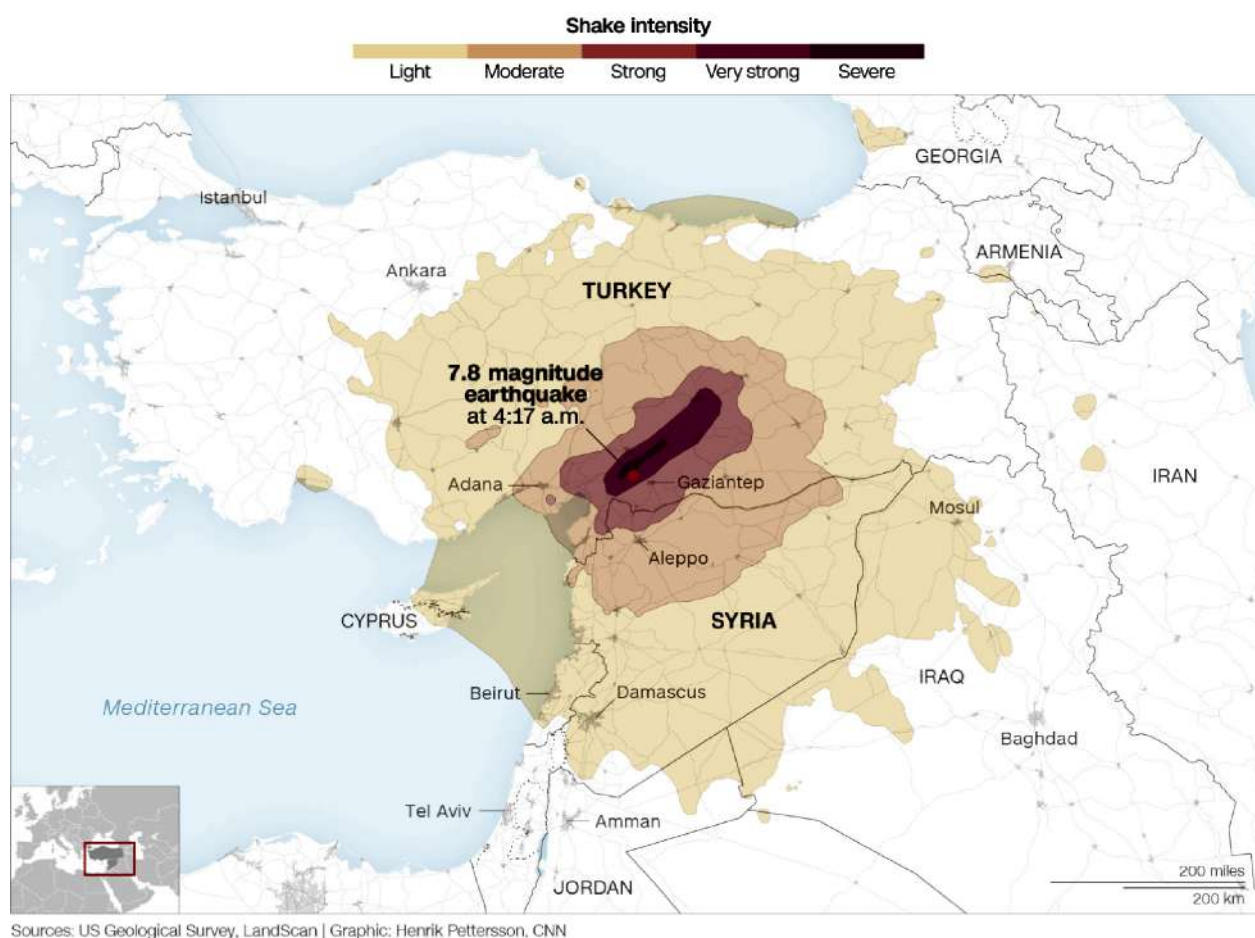 Shake intensity
Light Moderate Strong Very strong Severe
GEORGIA
Istanbul
ARMENIA
Ankara
TURKEY
7.8 magnitude
earthquake
at 4:17 a.m.
IRAN
Adana
Gaziantep
Mosul
Aleppo
CYPRUS
SYRIA
IRAQ
Beirut
Damascus
Mediterranean Sea
Baghdad
Tel Aviv
Amman
200 miles
JORDAN
200 km
Sources: US Geological Survey, LandScan | Graphic: Henrik Pettersson, CNN